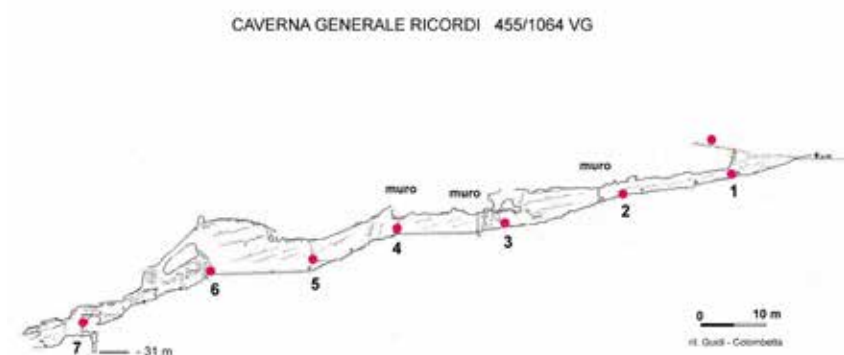 CAVERNA GENERALE RICORDI 455/1064 VG
muro
muro
muro
1
2
3
4
5
6
7
- 31 m
0 10 m
ril. Guidi - Colombetta